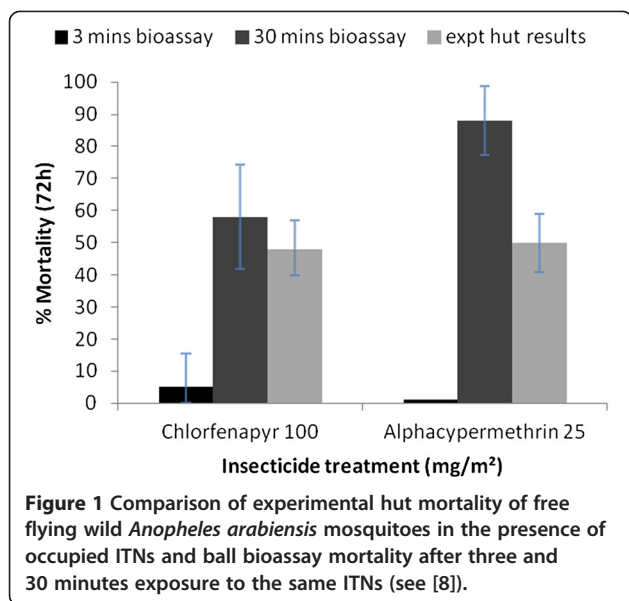 3 mins bioassay 30 mins bioassay expt hut results
100
90
80
70
60
50
40
30
20
10
0
% Mortality (72h)
Chlorfenapyr 100 Alphacypermethrin 25
Insecticide treatment (mg/m²)
Figure 1 Comparison of experimental hut mortality of free
flying wild Anopheles arabiensis mosquitoes in the presence of
occupied ITNs and ball bioassay mortality after three and
30 minutes exposure to the same ITNs (see [8]).